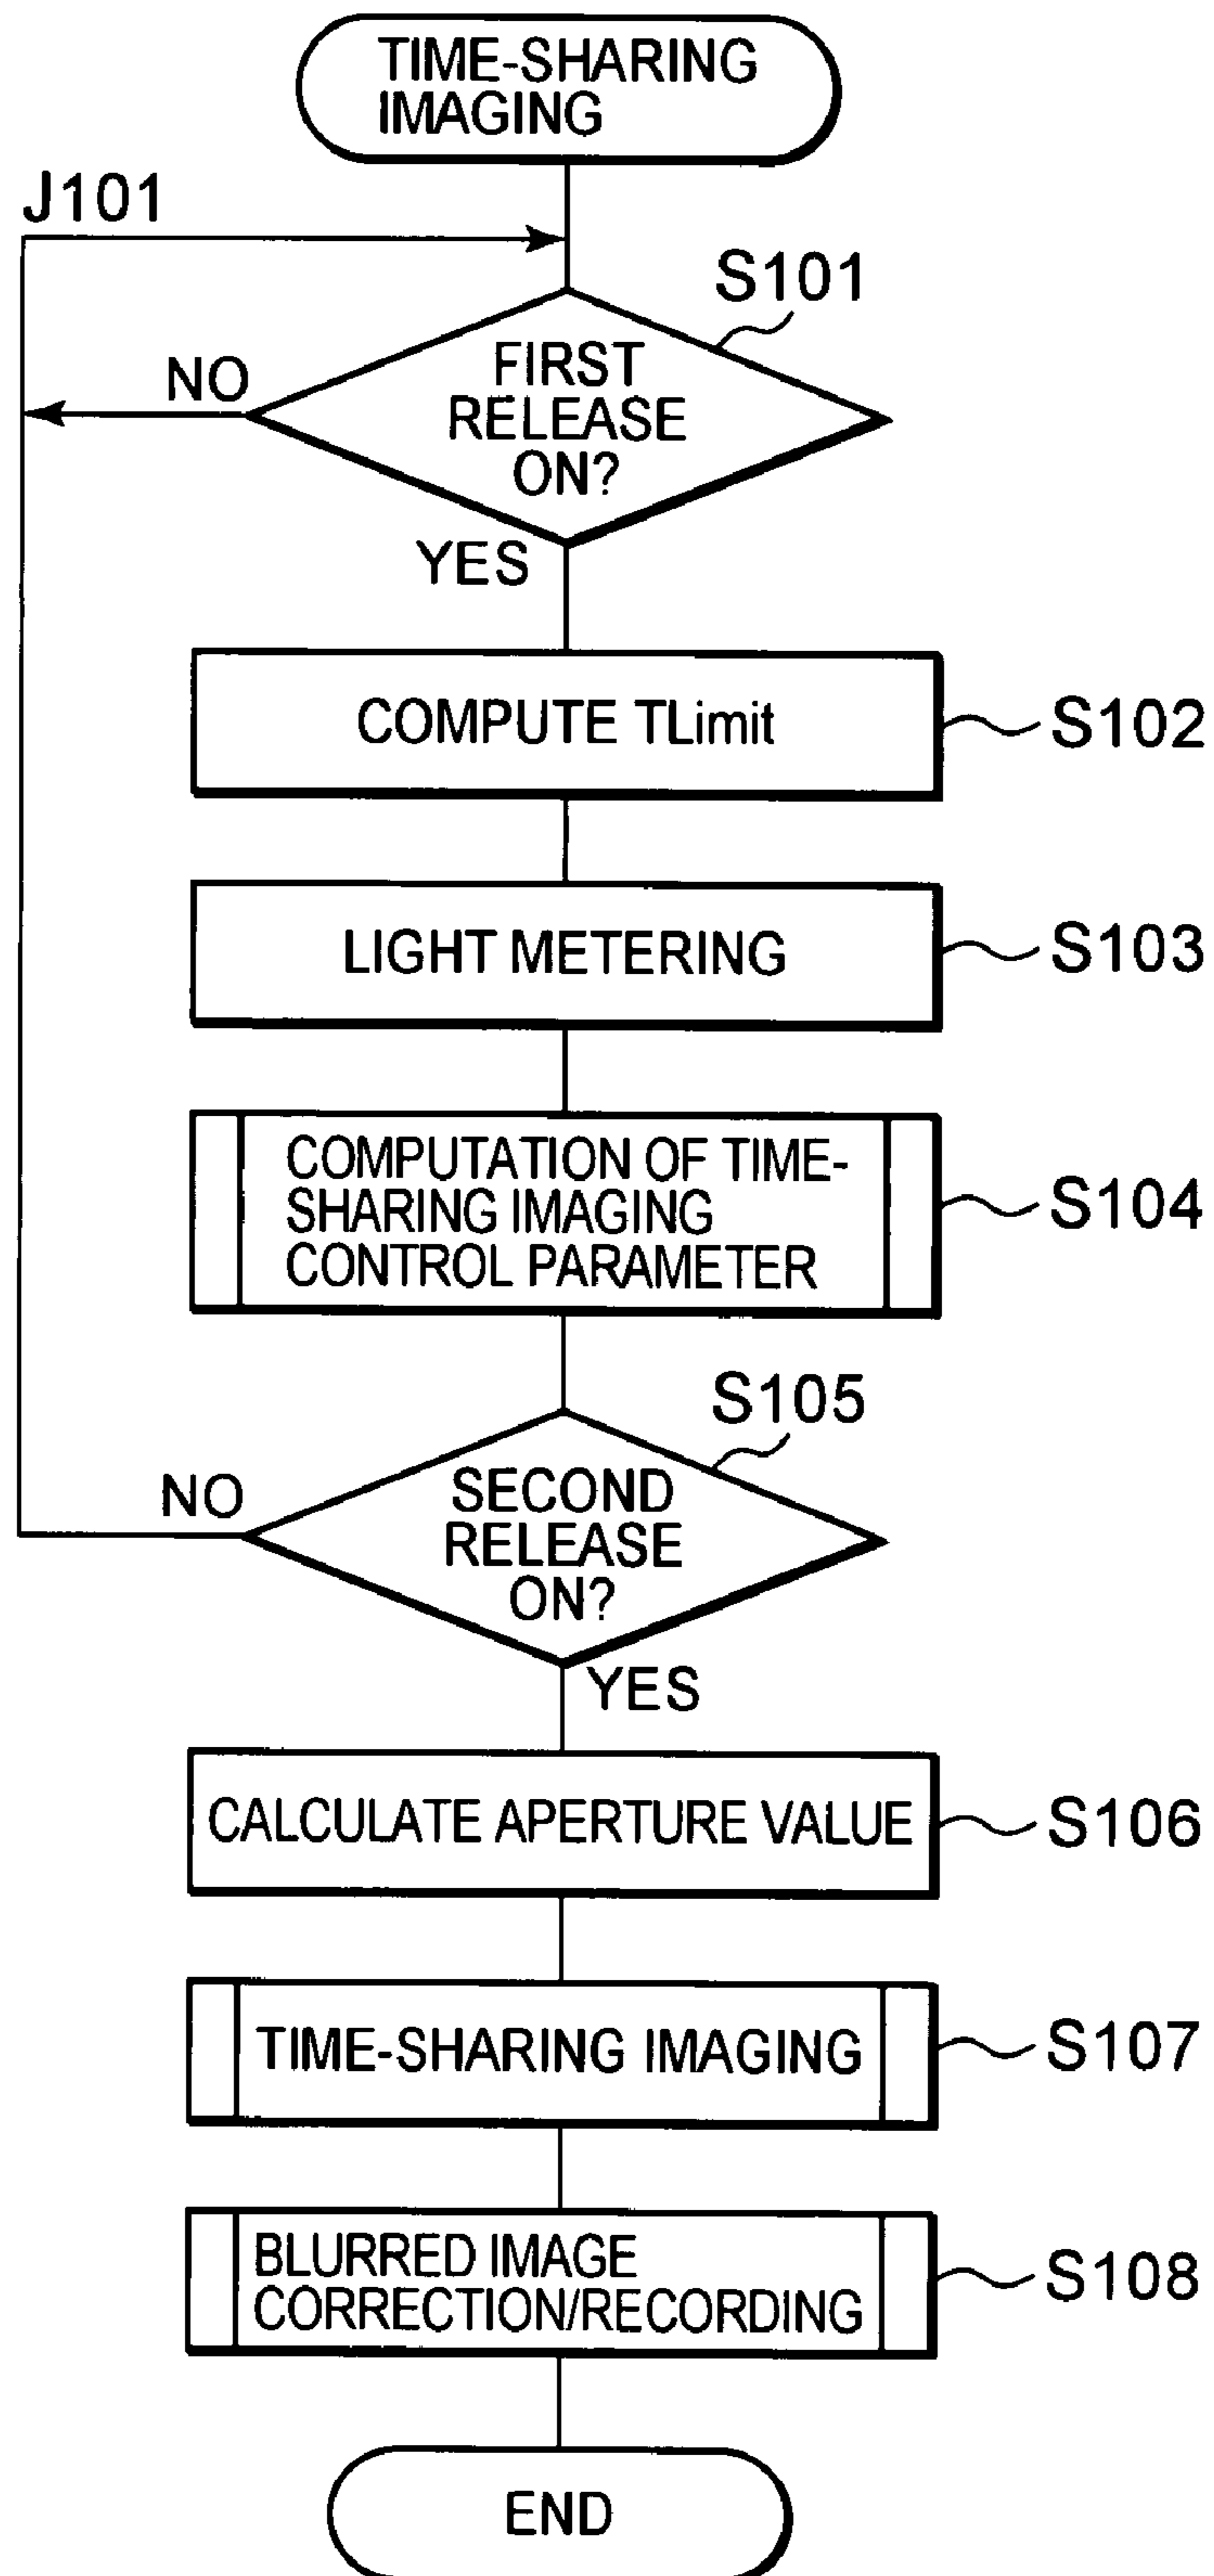 TIME-SHARING
IMAGING
J101
S101
FIRST
RELEASE
ON?
NO
YES
COMPUTE TLimit
S102
LIGHT METERING
S103
COMPUTATION OF TIME-
SHARING IMAGING
CONTROL PARAMETER
S104
S105
SECOND
RELEASE
ON?
NO
YES
CALCULATE APERTURE VALUE
S106
TIME-SHARING IMAGING
S107
BLURRED IMAGE
CORRECTION/RECORDING
S108
END